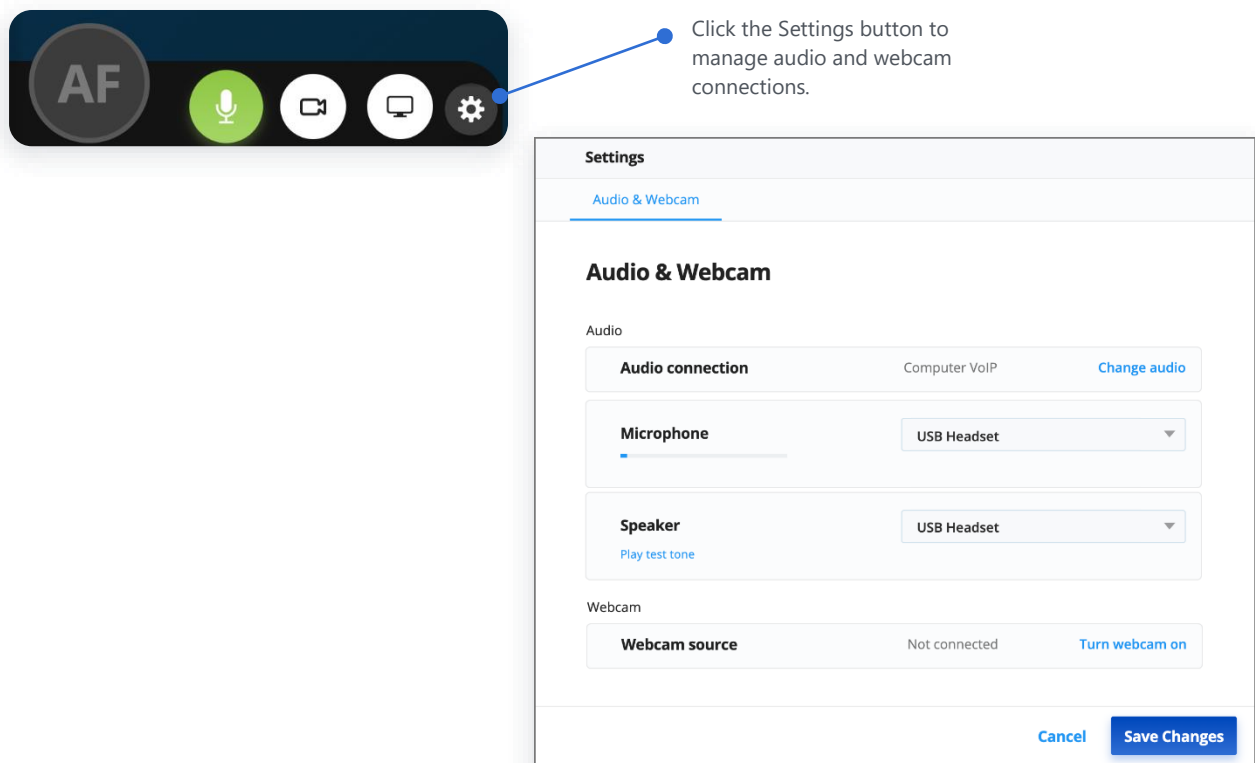 AF
Click the Settings button to
manage audio and webcam
connections.
Settings
Audio & Webcam
Audio & Webcam
Audio
Audio connection Computer VoIP Change audio
Microphone USB Headset
Speaker USB Headset
Play test tone
Webcam
Webcam source Not connected Turn webcam on
Cancel Save Changes